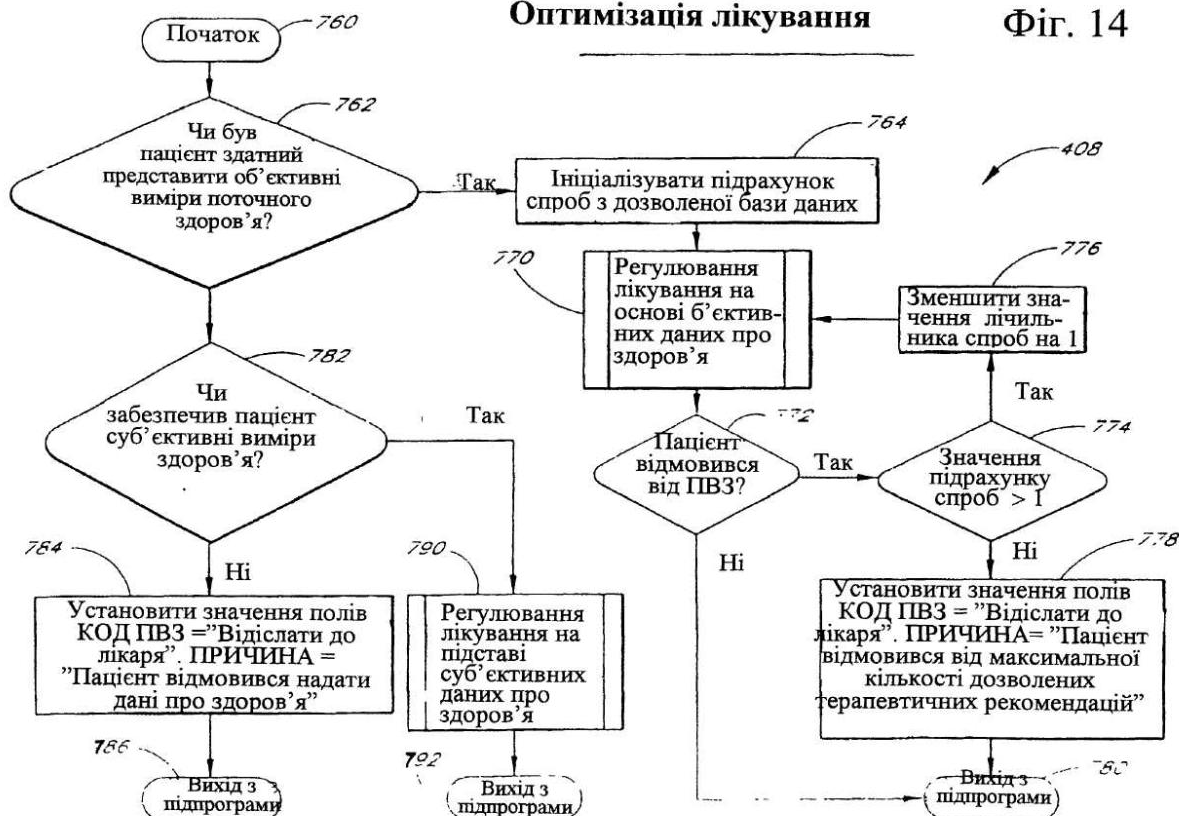 Оптимізація лікування
Фіг. 14
Початок
760
762
Чи був
пацієнт здатний
представити об'єктивні
виміри поточного
здоров'я?
Так
764
Ініціалізувати підрахунок
спроб з дозволеної бази даних
408
770
Регулювання
лікування на
основі б'єктив-
них даних про
здоров'я
776
Зменшити зна-
чення лічиль-
ника спроб на 1
Так
782
Чи
забезпечив пацієнт
суб'єктивні виміри
здоров'я?
Так
772
Пацієнт
відмовився
від ПВЗ?
Так
774
Значення
підрахунку
спроб > 1
Ні
Ні
Ні
784
Установити значення полів
КОД ПВЗ ="Відіслати до
лікаря". ПРИЧИНА =
"Пацієнт відмовився надати
дані про здоров'я"
790
Регулювання
лікування на
підставі
суб'єктивних
даних про
здоров'я
778
Установити значення полів
КОД ПВЗ = "Відіслати до
лікаря". ПРИЧИНА= "Пацієнт
відмовився від максимальної
кількості дозволених
терапевтичних рекомендацій"
786
Вихід з
підпрограми
792
Вихід з
підпрограми
780
Вихід з
підпрограми